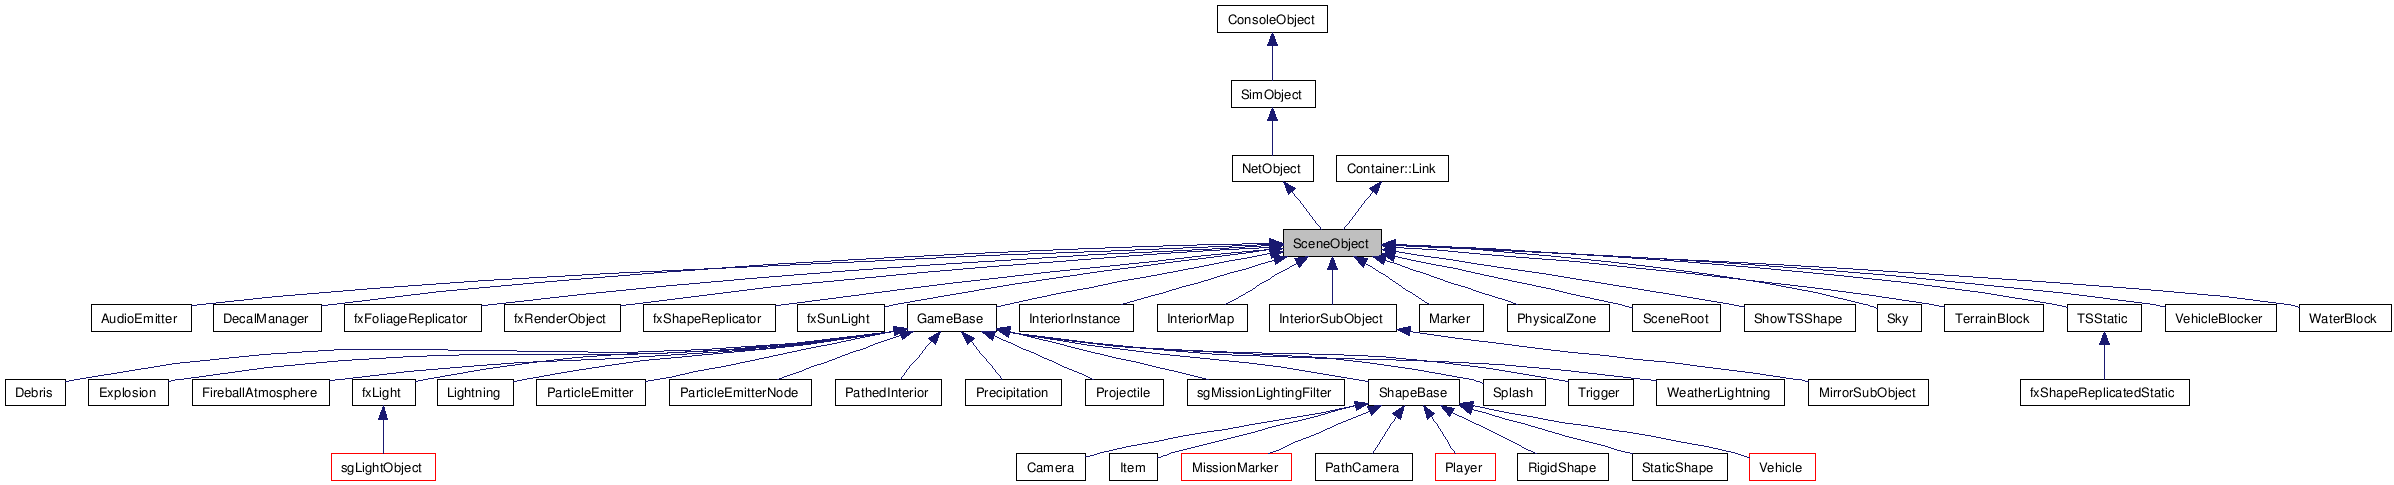 ConsoleObject
SimObject
NetObject
Container::Link
SceneObject
AudioEmitter
DecalManager
fxFoliageReplicator
fxRenderObject
fxShapeReplicator
fxSunLight
GameBase
InteriorInstance
InteriorMap
InteriorSubObject
Marker
PhysicalZone
SceneRoot
ShowTSShape
Sky
TerrainBlock
TSStatic
VehicleBlocker
WaterBlock
Debris
Explosion
FireballAtmosphere
fxLight
Lightning
ParticleEmitter
ParticleEmitterNode
PathedInterior
Precipitation
Projectile
sgMissionLightingFilter
ShapeBase
Splash
Trigger
WeatherLightning
MirrorSubObject
fxShapeReplicatedStatic
sgLightObject
Camera
Item
MissionMarker
PathCamera
Player
RigidShape
StaticShape
Vehicle